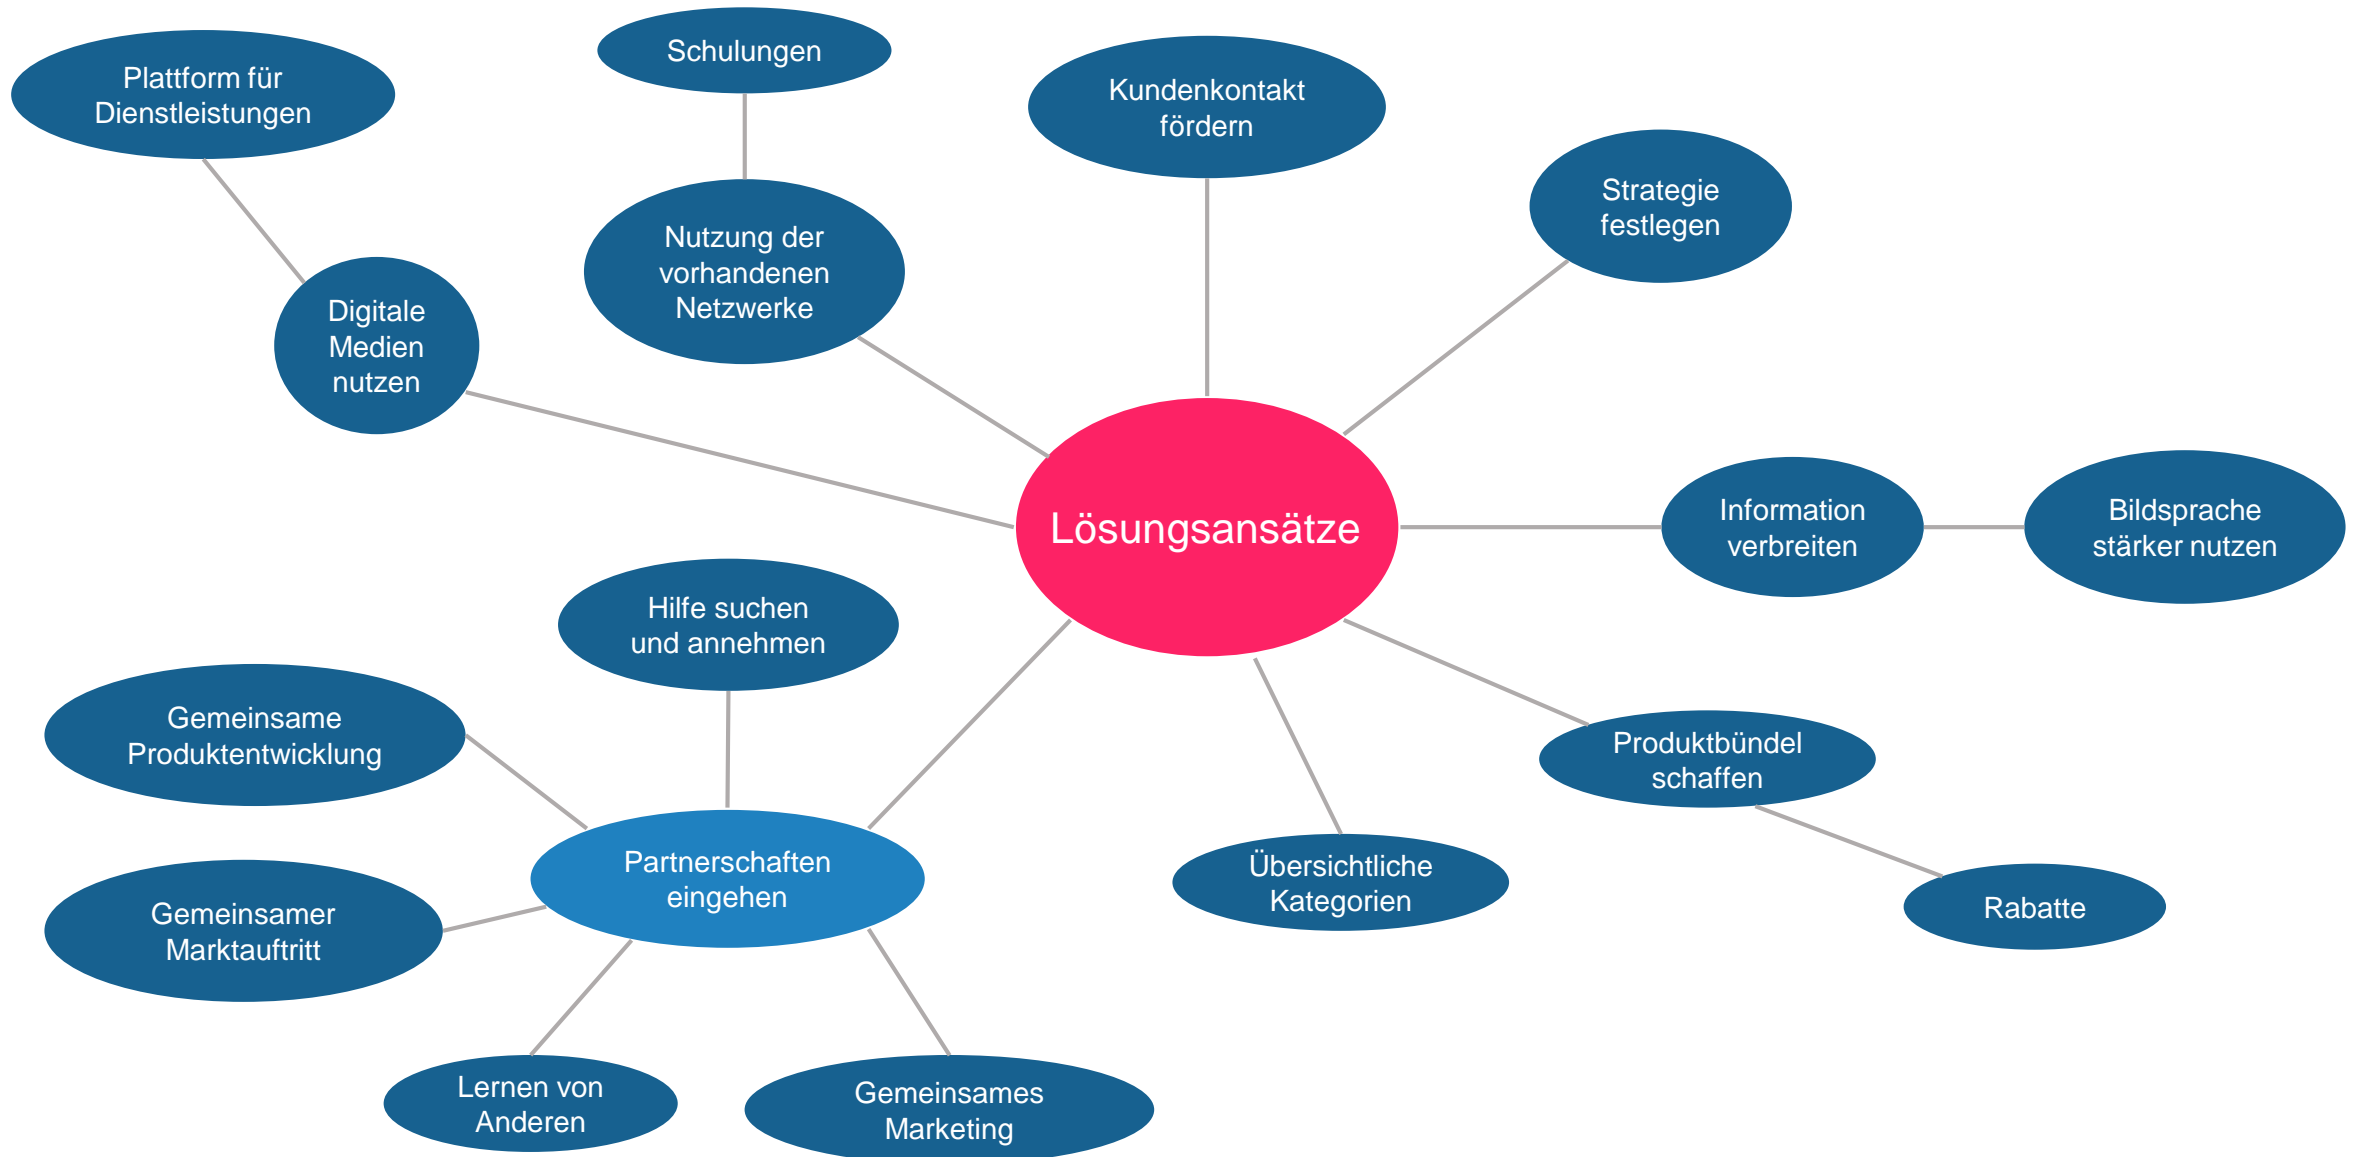 Schulungen
Plattform für
Dienstleistungen
Kundenkontakt
fördern
Strategie
festlegen
Nutzung der
vorhandenen
Netzwerke
Digitale
Medien
nutzen
Lösungsansätze
Information
verbreiten
Bildsprache
stärker nutzen
Hilfe suchen
und annehmen
Gemeinsame
Produktentwicklung
Produktbündel
schaffen
Partnerschaften
eingehen
Übersichtliche
Kategorien
Rabatte
Gemeinsamer
Marktauftritt
Lernen von
Anderen
Gemeinsames
Marketing